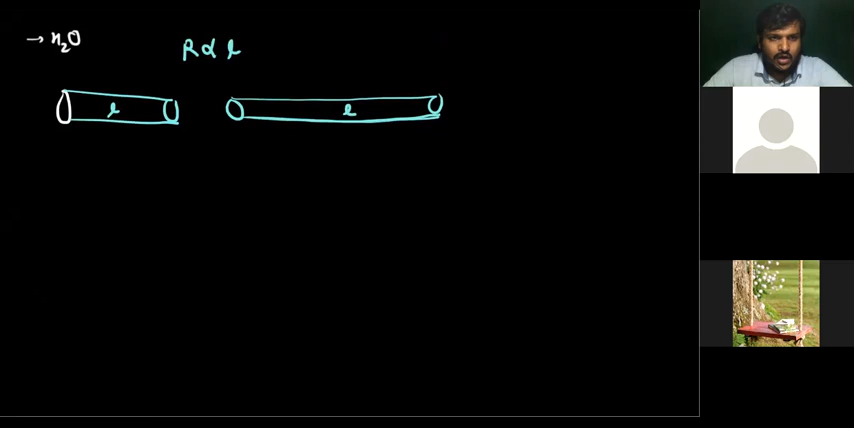 → H₂O
R ∝ l
l
l